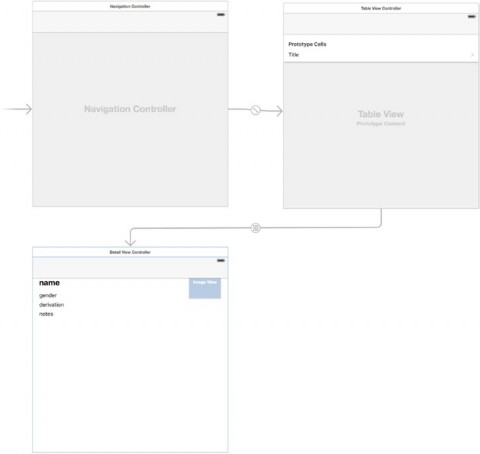 Navigation Controller
Navigation Controller
Table View Controller
Prototype Cells
Title
Table View
Prototype Content
Detail View Controller
name
Image View
gender
derivation
notes